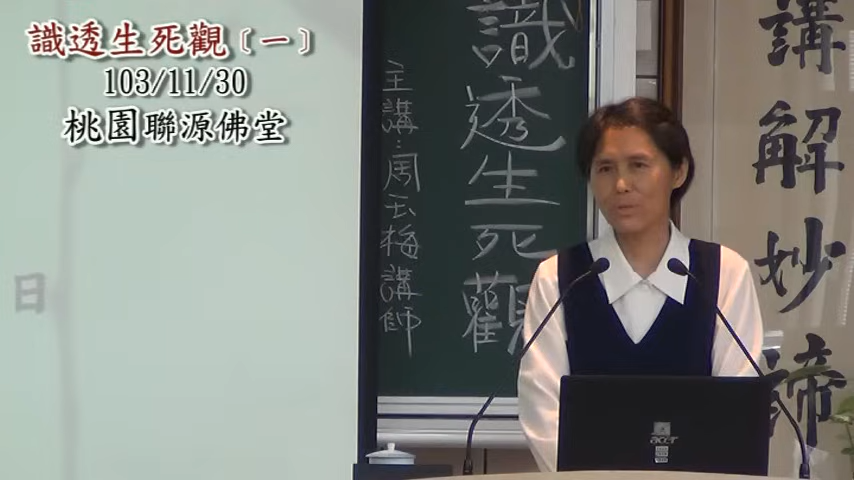 識透生死觀〔一〕
103/11/30
桃園聯源佛堂
日
主講：周玉梅講師
識透生死觀
講解妙諦
acer